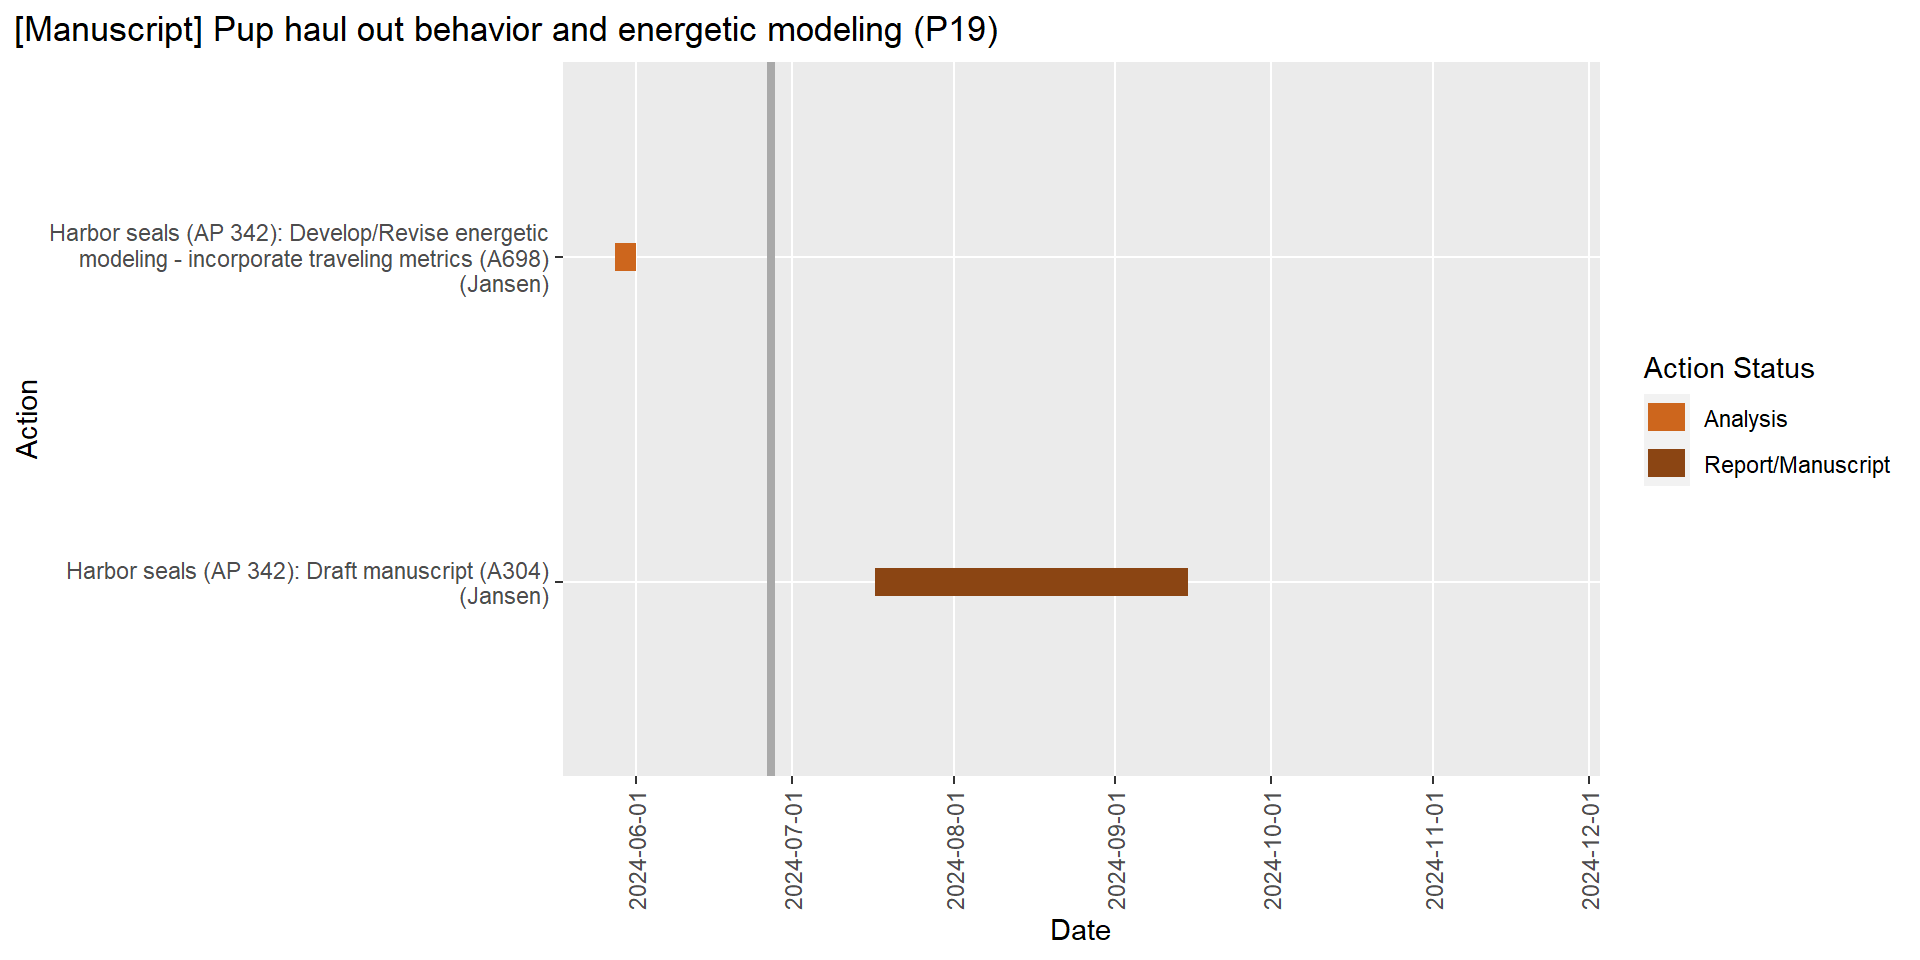 [Manuscript] Pup haul out behavior and energetic modeling (P19)
Harbor seals (AP 342): Develop/Revise energetic
modeling - incorporate traveling metrics (A698)
(Jansen)
Action
Harbor seals (AP 342): Draft manuscript (A304)
(Jansen)
2024-06-01
2024-07-01
2024-08-01
2024-09-01
2024-10-01
2024-11-01
2024-12-01
Date
Action Status
Analysis
Report/Manuscript